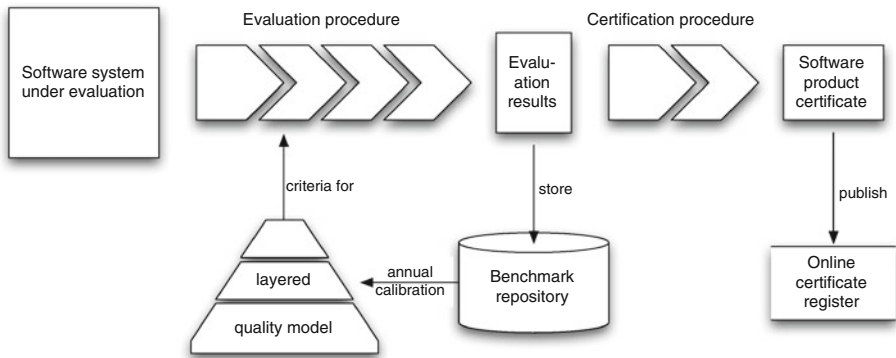 Evaluation procedure
Certification procedure
Software system
under evaluation
Evalu-
ation
results
Software
product
certificate
criteria for
store
publish
layered
quality model
annual
calibration
Benchmark
repository
Online
certificate
register